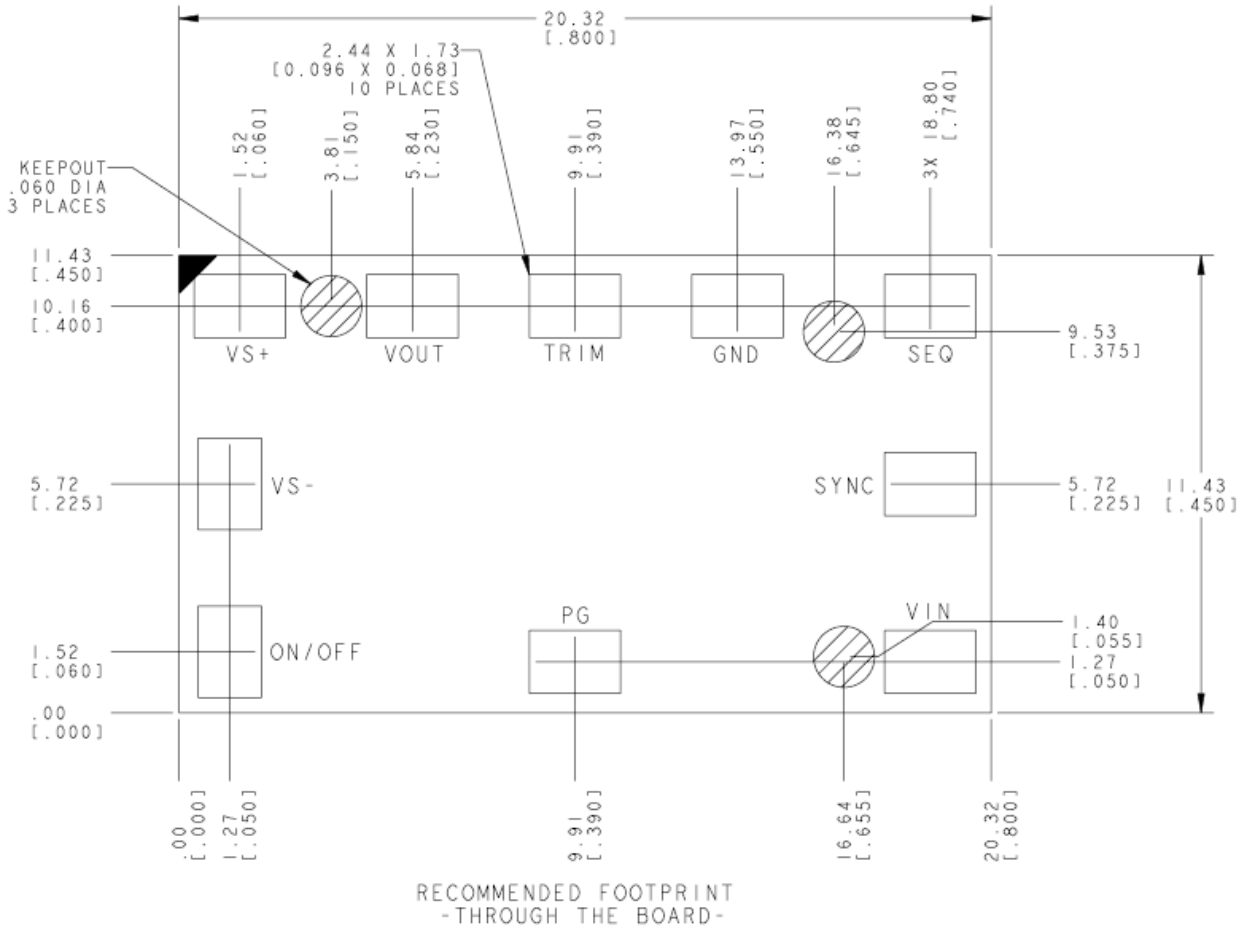 20.32
[.800]
2.44 X 1.73
[0.096 X 0.068]
10 PLACES
KEEPOUT
.060 DIA
3 PLACES
1.52
[.060]
3.81
[.150]
5.84
[.230]
9.91
[.390]
13.97
[.550]
16.38
[.645]
3X 18.80
[.740]
11.43
[.450]
10.16
[.400]
VS+
VOUT
TRIM
GND
SEQ
9.53
[.375]
5.72
[.225]
VS-
SYNC
5.72
[.225]
11.43
[.450]
PG
VIN
1.40
[.055]
1.27
[.050]
1.52
[.060]
ON/OFF
.00
[.000]
.00
[.000]
1.27
[.050]
9.91
[.390]
16.64
[.655]
20.32
[.800]
RECOMMENDED FOOTPRINT
-THROUGH THE BOARD-